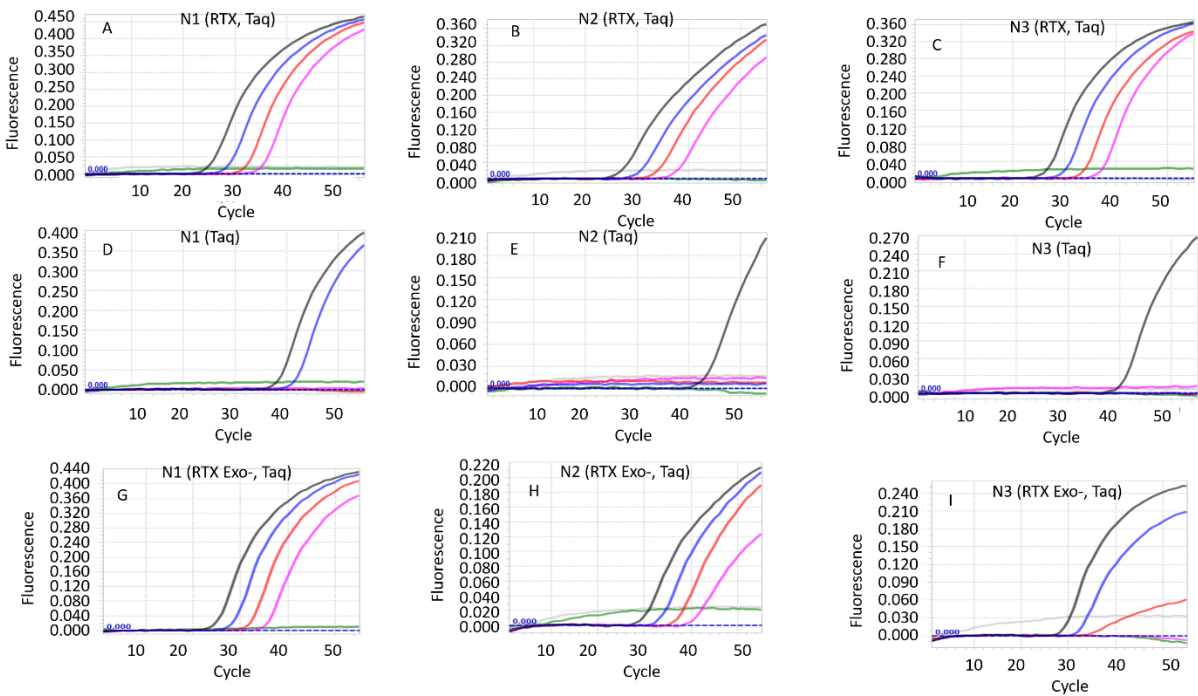 A
N1 (RTX, Taq)
Fluorescence
0.450
0.400
0.350
0.300
0.250
0.200
0.150
0.100
0.050
0.000
0.000
10 20 30 40 50
Cycle
B
N2 (RTX, Taq)
Fluorescence
0.360
0.320
0.280
0.240
0.200
0.160
0.120
0.080
0.040
0.000
0.000
10 20 30 40 50
Cycle
C
N3 (RTX, Taq)
Fluorescence
0.360
0.320
0.280
0.240
0.200
0.160
0.120
0.080
0.040
0.000
0.000
10 20 30 40 50
Cycle
D
N1 (Taq)
Fluorescence
0.400
0.350
0.300
0.250
0.200
0.150
0.100
0.050
0.000
0.000
10 20 30 40 50
Cycle
E
N2 (Taq)
Fluorescence
0.210
0.180
0.150
0.120
0.090
0.060
0.030
0.000
0.000
10 20 30 40 50
Cycle
F
N3 (Taq)
Fluorescence
0.270
0.240
0.210
0.180
0.150
0.120
0.090
0.060
0.030
0.000
0.000
10 20 30 40 50
Cycle
G
N1 (RTX Exo-, Taq)
Fluorescence
0.440
0.400
0.360
0.320
0.280
0.240
0.200
0.160
0.120
0.080
0.040
0.000
0.000
10 20 30 40 50
Cycle
H
N2 (RTX Exo-, Taq)
Fluorescence
0.220
0.200
0.180
0.160
0.140
0.120
0.100
0.080
0.060
0.040
0.020
0.000
0.000
10 20 30 40 50
Cycle
I
N3 (RTX Exo-, Taq)
Fluorescence
0.240
0.210
0.180
0.150
0.120
0.090
0.060
0.030
0.000
0.000
10 20 30 40 50
Cycle